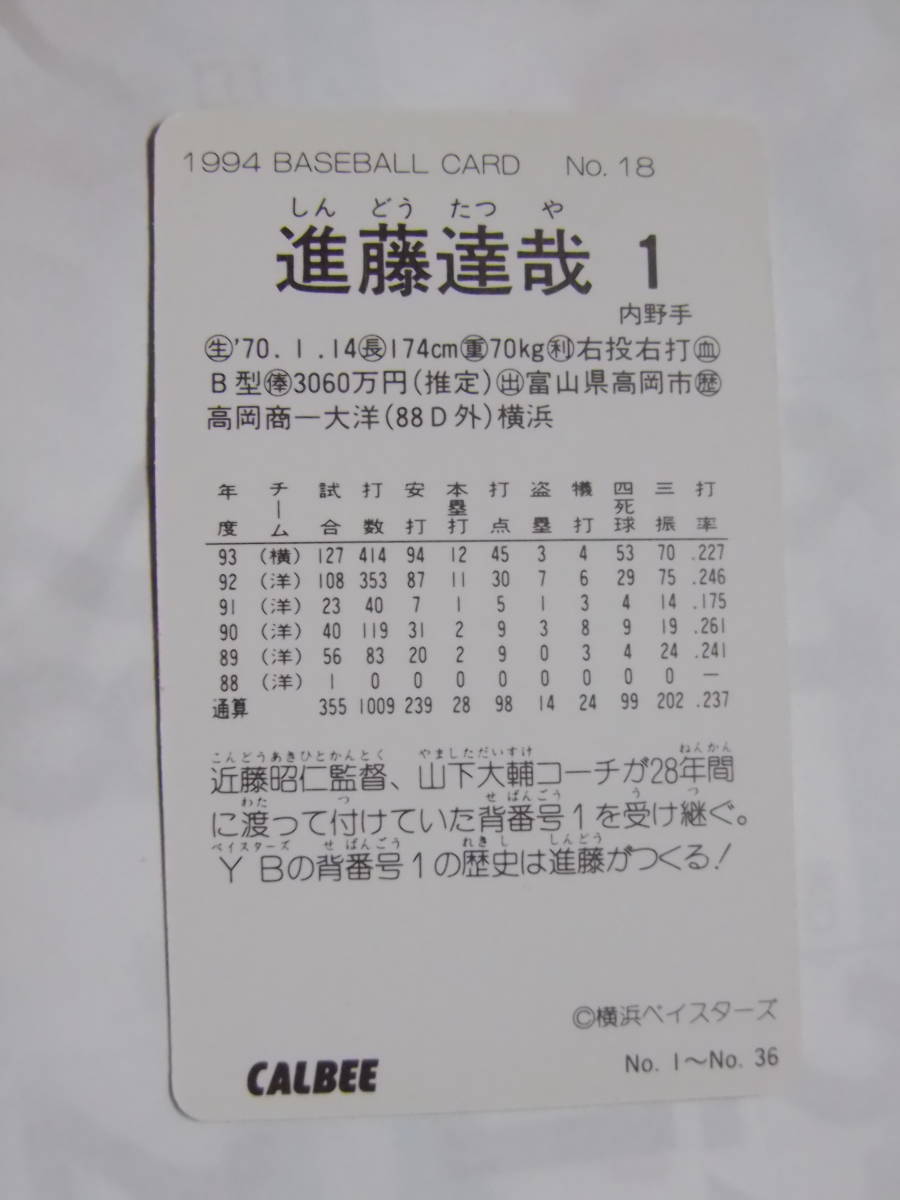 1994 BASEBALL CARD No. 18
しん どう たつ や
進藤達哉 1
内野手
㊤'70. 1. 14㊤174cm㊤70kg㊤右投右打㊤
B型㊤3060万円(推定)㊤富山県高岡市㊤
高岡商ー大洋(88D外)横浜
年度 チーム 試合 打数 安打 本塁打 打点 盗塁 犠打 四死球 三振 打率
93 (横) 127 414 94 12 45 3 4 53 70 .227
92 (洋) 108 353 87 11 30 7 6 29 75 .246
91 (洋) 23 40 7 1 5 1 3 4 14 .175
90 (洋) 40 119 31 2 9 3 8 9 19 .261
89 (洋) 56 83 20 2 9 0 3 4 24 .241
88 (洋) 1 0 0 0 0 0 0 0 0 ―
通算 355 1009 239 28 98 14 24 99 202 .237
こんどうあきひとかんとく やましただいすけ ねんかん
近藤昭仁監督、山下大輔コーチが28年間
わた つ せ ばんごう う つ
に渡って付けていた背番号1を受け継ぐ。
ベイスターズ せ ばんごう れき し しんどう
YBの背番号1の歴史は進藤がつくる!
©横浜ベイスターズ
CALBEE
No. 1～No. 36